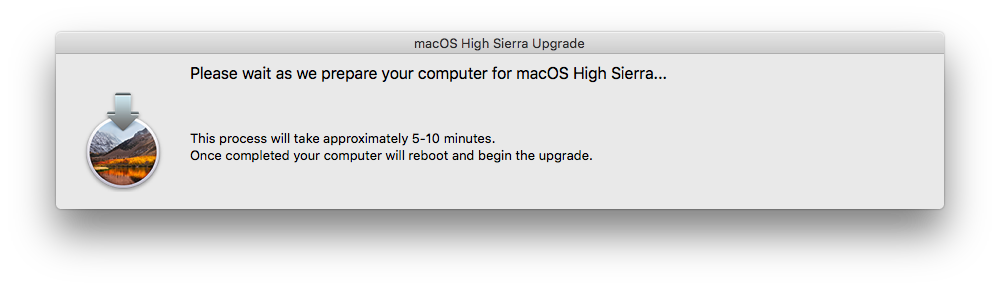 macOS High Sierra Upgrade
Please wait as we prepare your computer for macOS High Sierra...
This process will take approximately 5-10 minutes.
Once completed your computer will reboot and begin the upgrade.